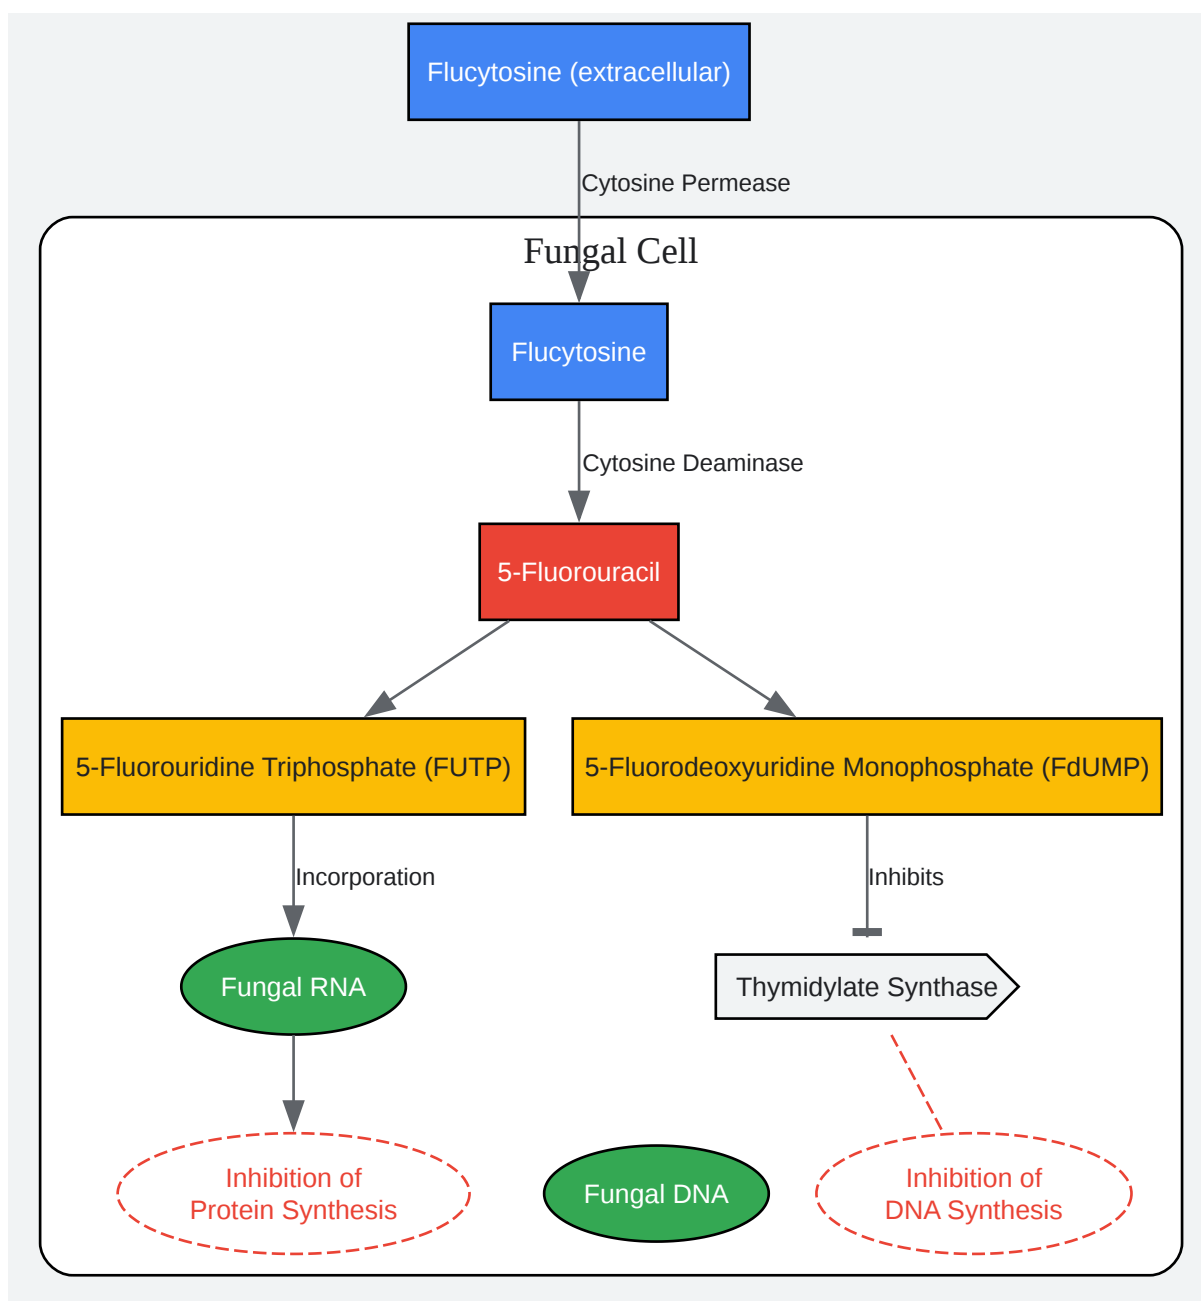 Flucytosine (extracellular)
Cytosine Permease
Fungal Cell
Flucytosine
Cytosine Deaminase
5-Fluorouracil
5-Fluorouridine Triphosphate (FUTP)
5-Fluorodeoxyuridine Monophosphate (FdUMP)
Incorporation
Inhibits
Fungal RNA
Thymidylate Synthase
Inhibition of
Protein Synthesis
Fungal DNA
Inhibition of
DNA Synthesis